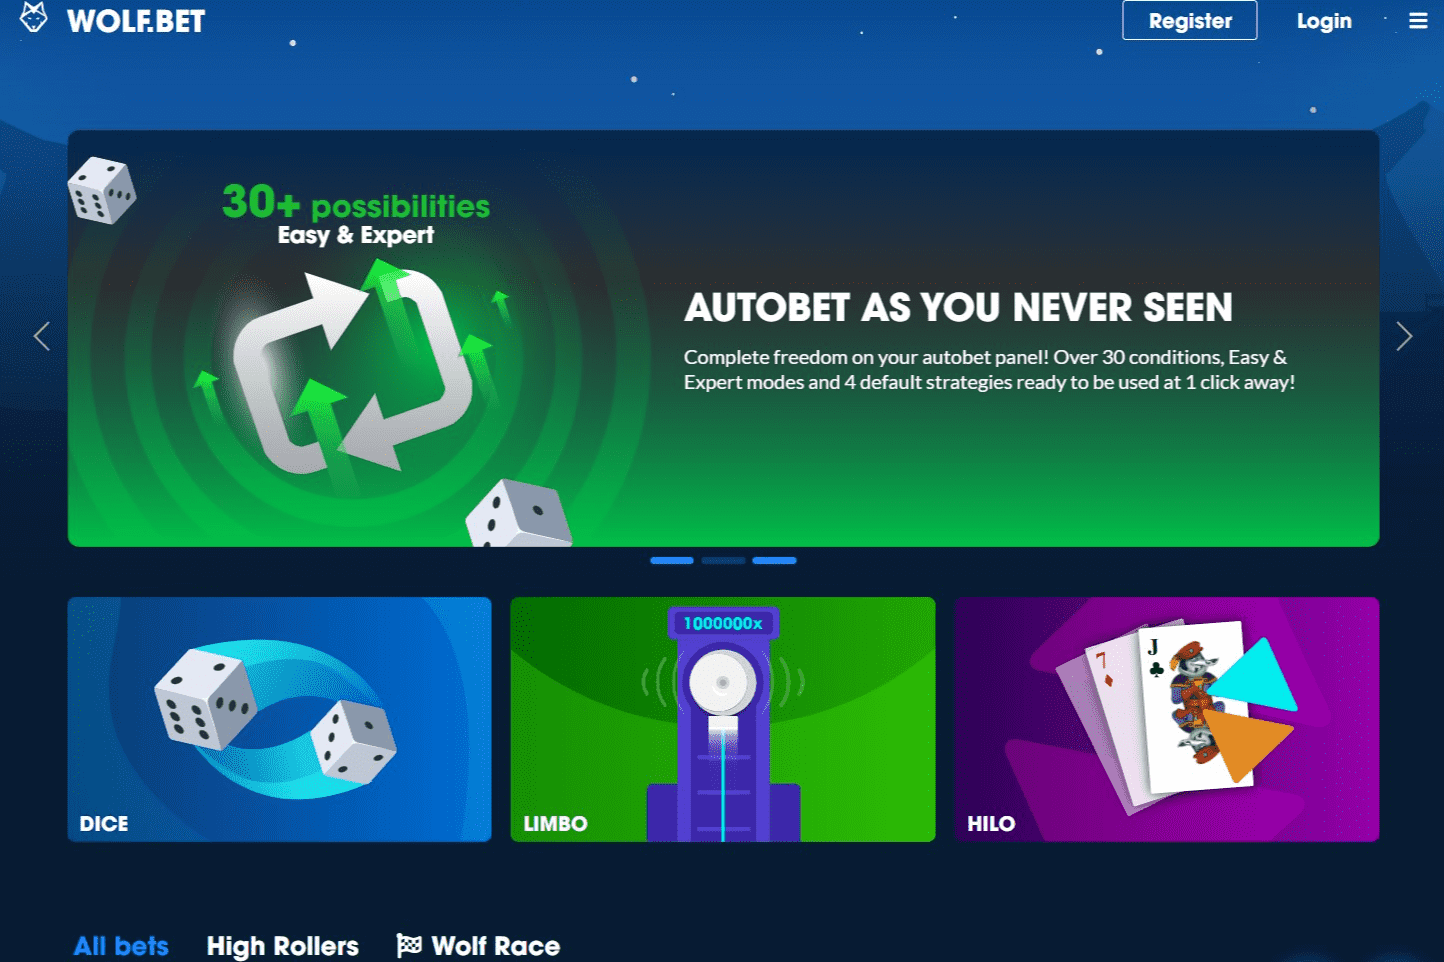 WOLF.BET
Register
Login
30+ possibilities
Easy & Expert
AUTOBET AS YOU NEVER SEEN
Complete freedom on your autobet panel! Over 30 conditions, Easy &
Expert modes and 4 default strategies ready to be used at 1 click away!
DICE
1000000x
LIMBO
7
J
HILO
All bets
High Rollers
Wolf Race